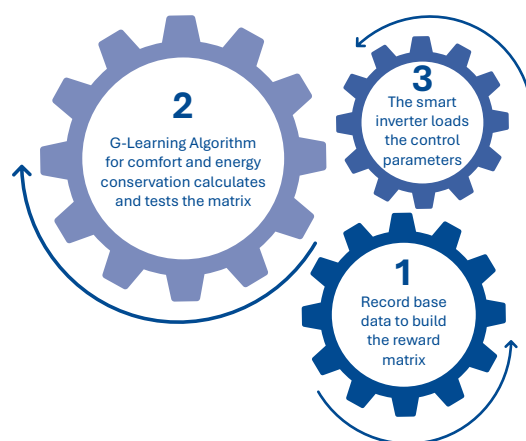 2
G-Learning Algorithm
for comfort and energy
conservation calculates
and tests the matrix
3
The smart
inverter loads
the control
parameters
1
Record base
data to build
the reward
matrix